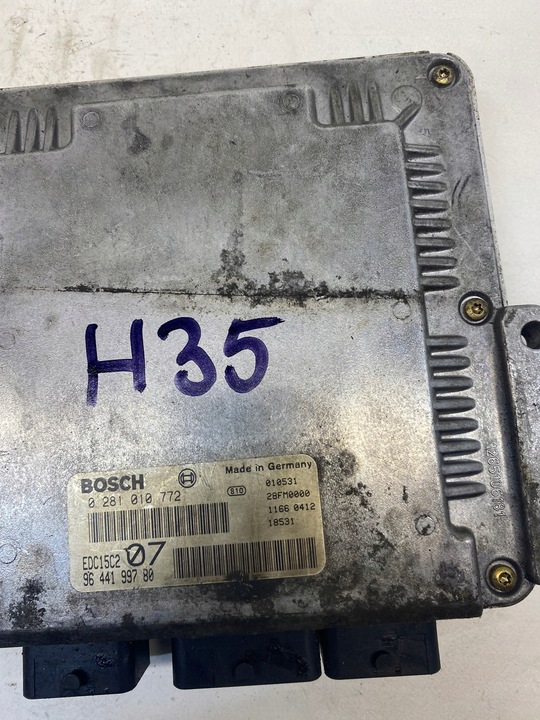 H35
BOSCH
Made in Germany
0 281 010 772
810
010531
28FM0000
1166 0412
18531
EDC15C2
07
96 441 997 80